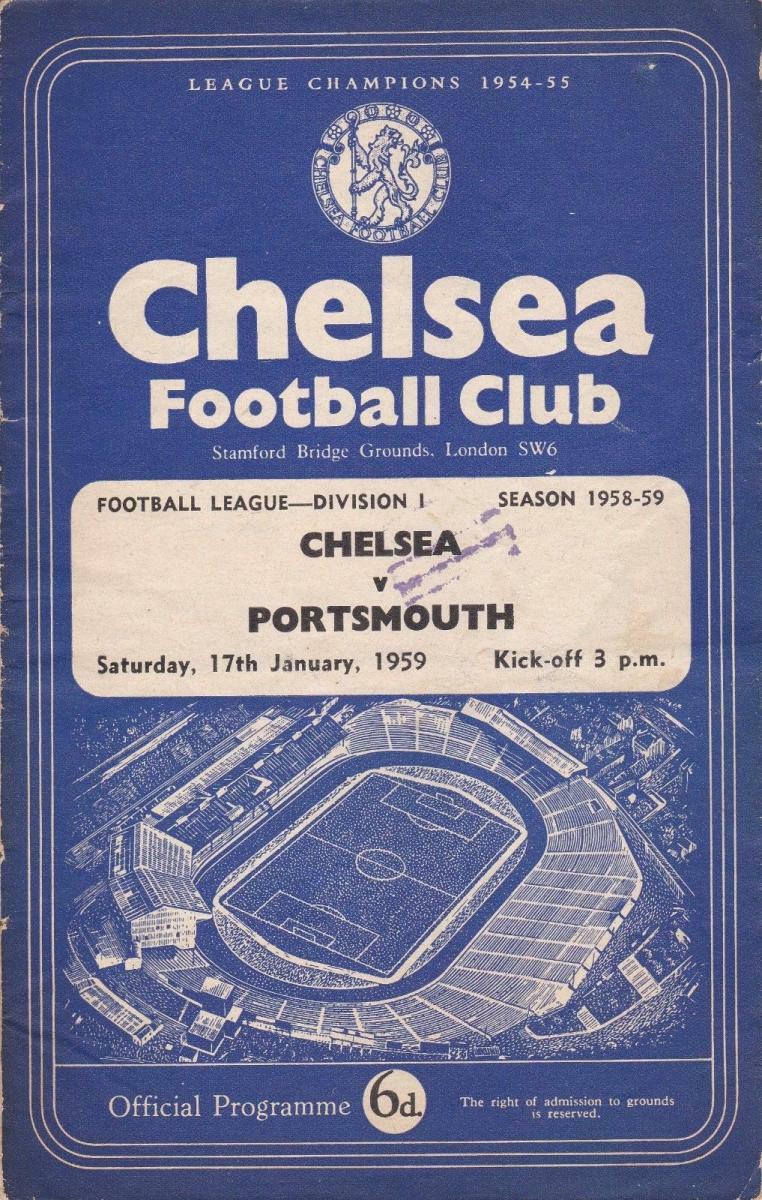 LEAGUE CHAMPIONS 1954-55
CHELSEA FOOTBALL CLUB
Chelsea
Football Club
Stamford Bridge Grounds. London SW6
FOOTBALL LEAGUE—DIVISION I SEASON 1958-59
CHELSEA
v
PORTSMOUTH
Saturday, 17th January, 1959 Kick-off 3 p.m.
Official Programme 6d. The right of admission to grounds
is reserved.